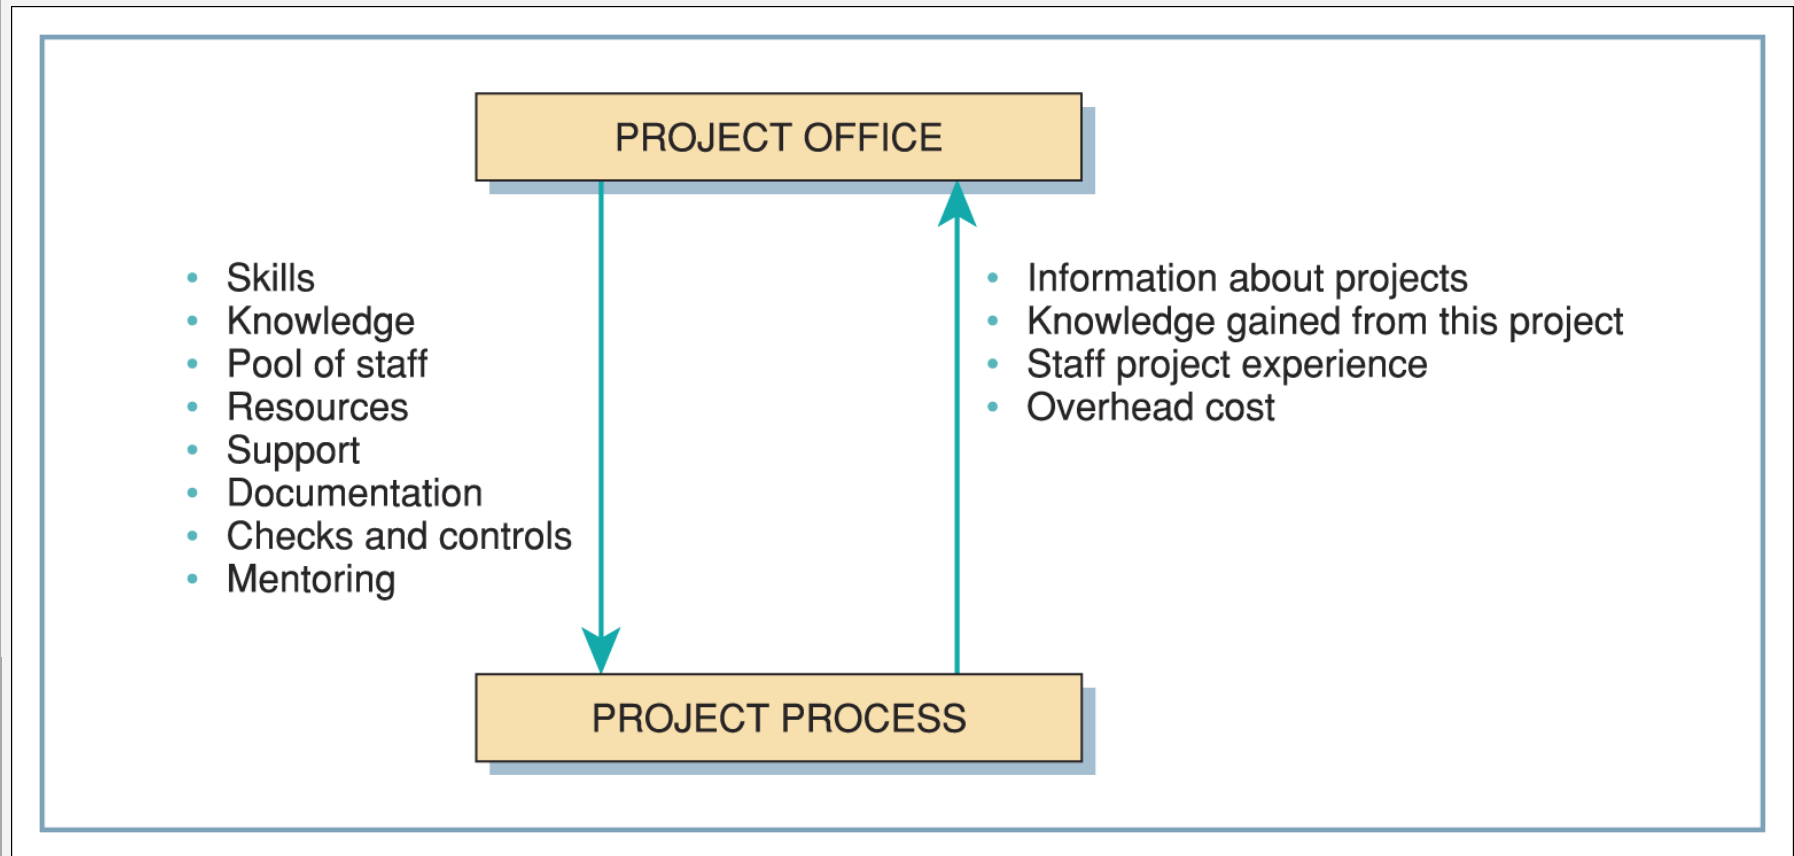 PROJECT OFFICE
• Skills
• Knowledge
• Pool of staff
• Resources
• Support
• Documentation
• Checks and controls
• Mentoring
• Information about projects
• Knowledge gained from this project
• Staff project experience
• Overhead cost
PROJECT PROCESS